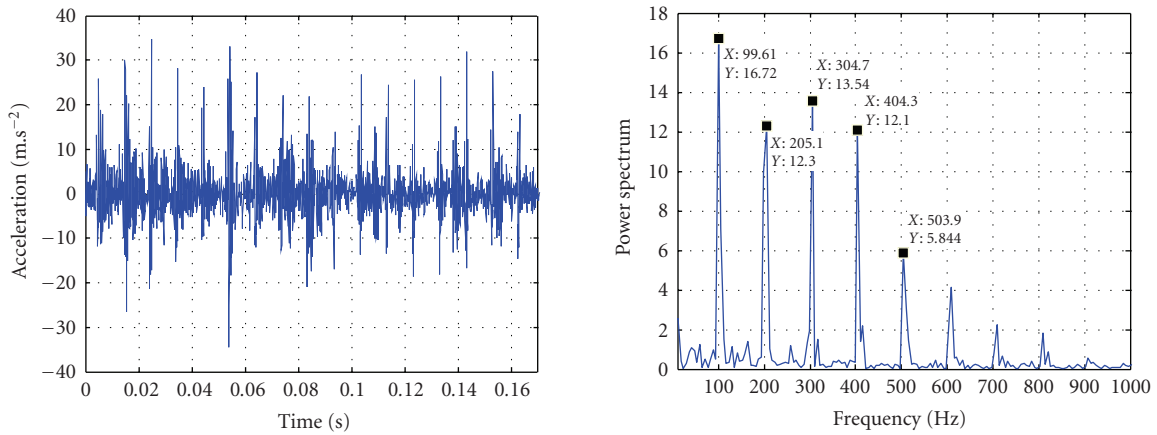 40
30
20
10
0
−10
−20
−30
−40
Acceleration (m.s−2)
0 0.02 0.04 0.06 0.08 0.1 0.12 0.14 0.16
Time (s)
18
16
14
12
10
8
6
4
2
0
Power spectrum
X: 99.61
Y: 16.72
X: 304.7
Y: 13.54
X: 404.3
Y: 12.1
X: 205.1
Y: 12.3
X: 503.9
Y: 5.844
100 200 300 400 500 600 700 800 900 1000
Frequency (Hz)